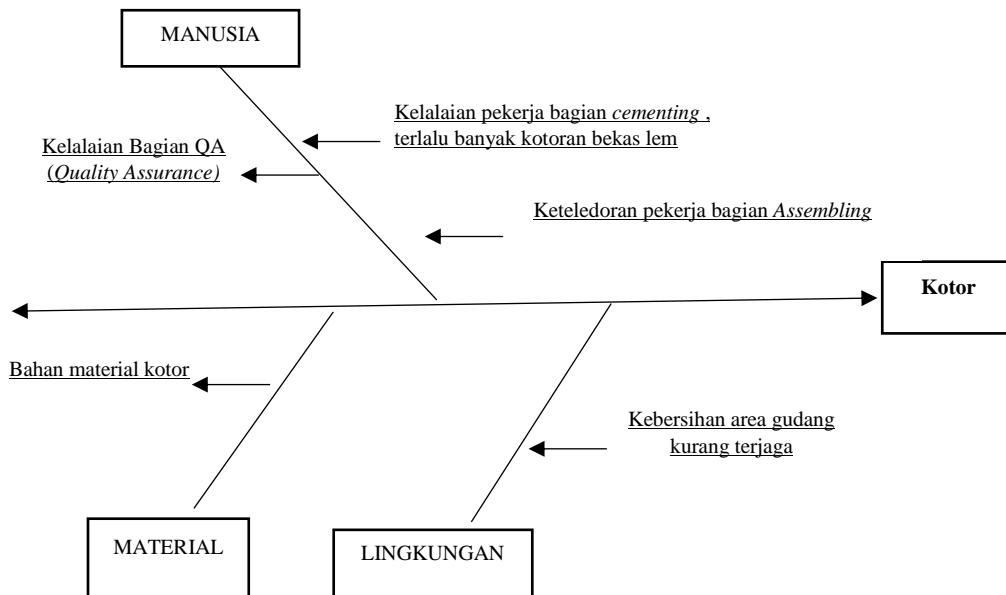 MANUSIA
Kelalaian pekerja bagian cementing ,
terlalu banyak kotoran bekas lem
Kelalaian Bagian QA
(Quality Assurance)
Keteledoran pekerja bagian Assembling
Kotor
Bahan material kotor
Kebersihan area gudang
kurang terjaga
MATERIAL
LINGKUNGAN